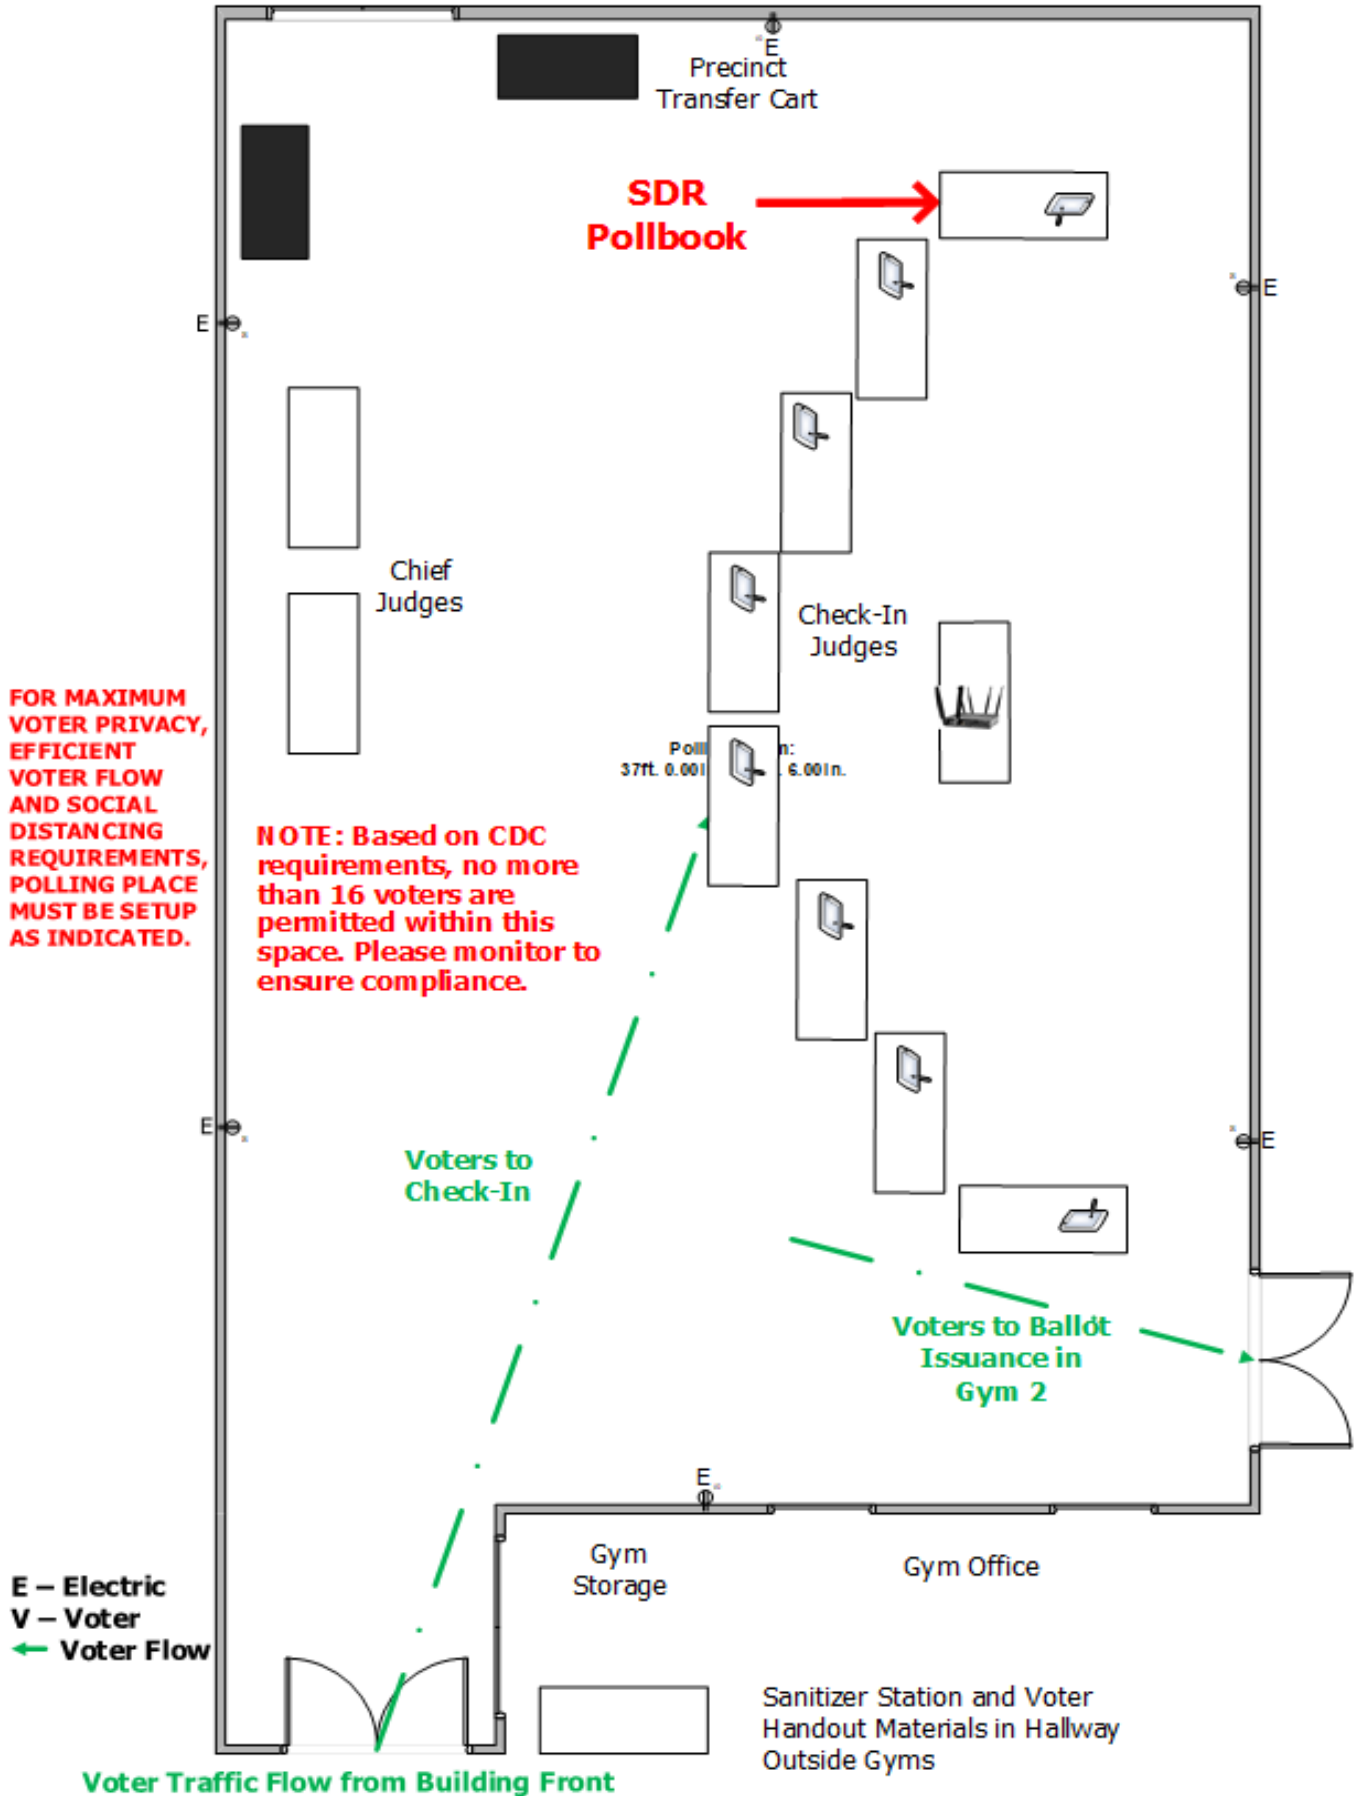 E
Precinct
Transfer Cart
SDR
Pollbook
E
E
Chief
Judges
Check-In
Judges
FOR MAXIMUM
VOTER PRIVACY,
EFFICIENT
VOTER FLOW
AND SOCIAL
DISTANCING
REQUIREMENTS,
POLLING PLACE
MUST BE SETUP
AS INDICATED.
37ft. 6.00in.
NOTE: Based on CDC
requirements, no more
than 16 voters are
permitted within this
space. Please monitor to
ensure compliance.
E
E
Voters to
Check-In
Voters to Ballot
Issuance in
Gym 2
E
Gym
Storage
Gym Office
E – Electric
V – Voter
Voter Flow
Sanitizer Station and Voter
Handout Materials in Hallway
Outside Gyms
Voter Traffic Flow from Building Front